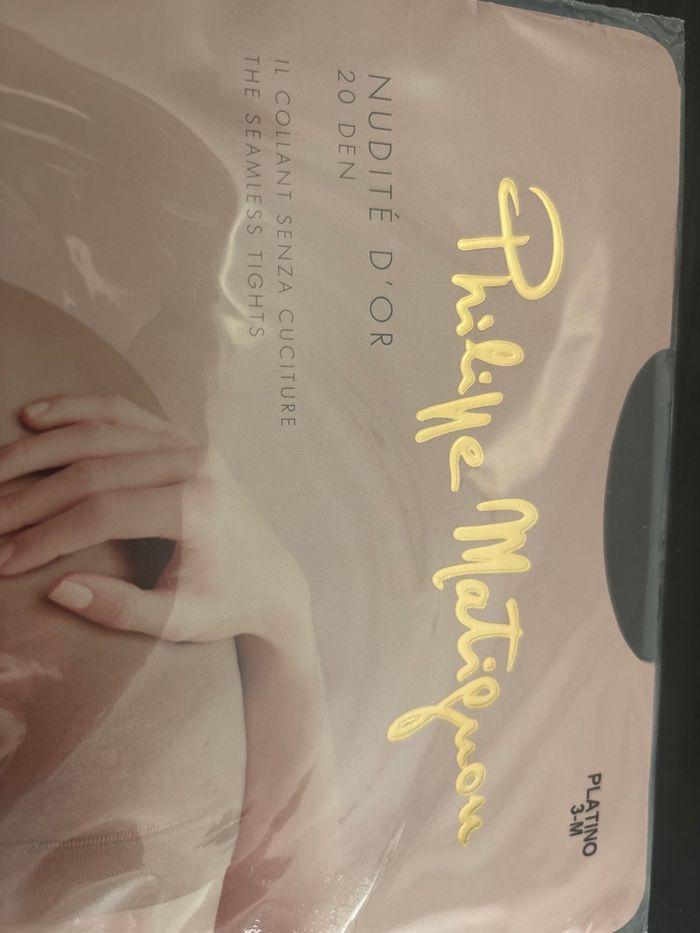 PLATINO
3-M
Philippe Matignon
NUDITÉ D'OR
20 DEN
IL COLLANT SENZA CUCITURE
THE SEAMLESS TIGHTS